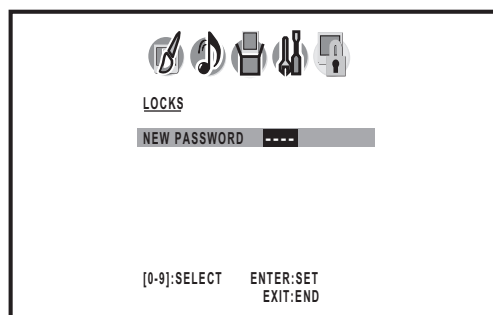 LOCKS
NEW PASSWORD ----
[0-9]:SELECT ENTER:SET
EXIT:END